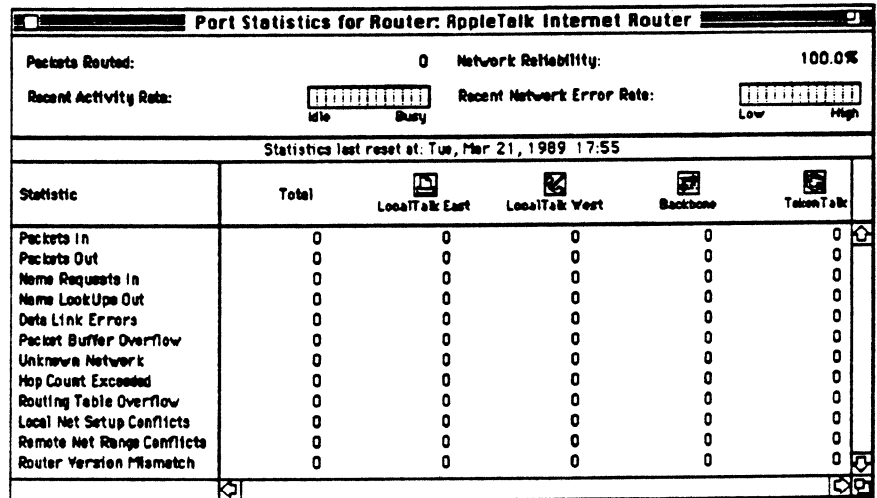 Port Statistics for Router: AppleTalk Internet Router
Packets Routed: 0 Network Reliability: 100.0%
Recent Activity Rate: Recent Network Error Rate:
Idle Busy Low High
Statistics last reset at: Tue, Mar 21, 1989 17:55
Statistic Total LocalTalk East LocalTalk West Backbone TokenTalk
Packets In 0 0 0 0 0
Packets Out 0 0 0 0 0
Name Requests In 0 0 0 0 0
Name LookUps Out 0 0 0 0 0
Data Link Errors 0 0 0 0 0
Packet Buffer Overflow 0 0 0 0 0
Unknown Network 0 0 0 0 0
Hop Count Exceeded 0 0 0 0 0
Routing Table Overflow 0 0 0 0 0
Local Net Setup Conflicts 0 0 0 0 0
Remote Net Range Conflicts 0 0 0 0 0
Router Version Mismatch 0 0 0 0 0